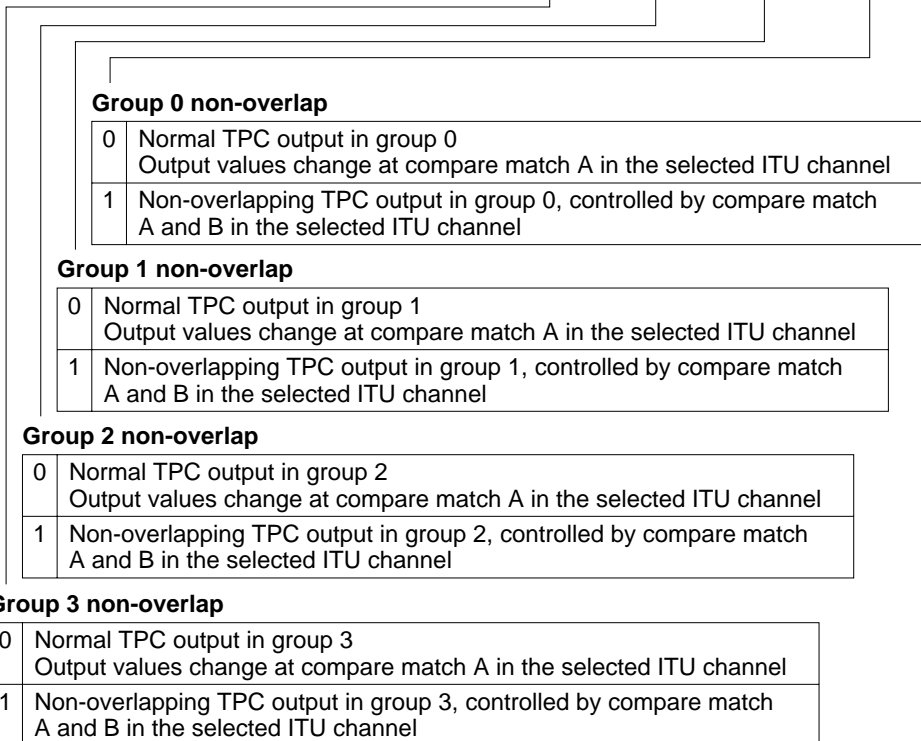 Group 0 non-overlap
0 Normal TPC output in group 0
Output values change at compare match A in the selected ITU channel
1 Non-overlapping TPC output in group 0, controlled by compare match
A and B in the selected ITU channel
Group 1 non-overlap
0 Normal TPC output in group 1
Output values change at compare match A in the selected ITU channel
1 Non-overlapping TPC output in group 1, controlled by compare match
A and B in the selected ITU channel
Group 2 non-overlap
0 Normal TPC output in group 2
Output values change at compare match A in the selected ITU channel
1 Non-overlapping TPC output in group 2, controlled by compare match
A and B in the selected ITU channel
Group 3 non-overlap
0 Normal TPC output in group 3
Output values change at compare match A in the selected ITU channel
1 Non-overlapping TPC output in group 3, controlled by compare match
A and B in the selected ITU channel